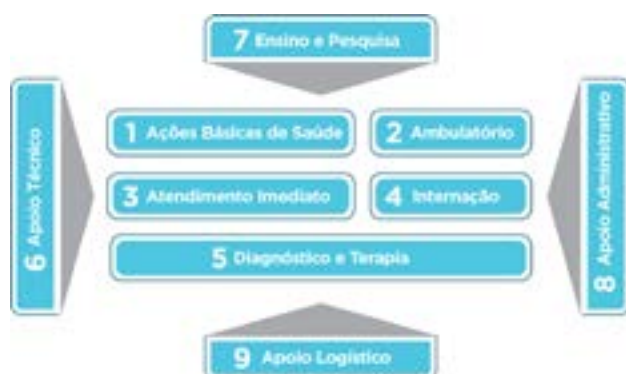 7 Ensino e Pesquisa
6 Apoio Técnico
1 Ações Básicas de Saúde
2 Ambulatório
3 Atendimento Imediato
4 Internação
5 Diagnóstico e Terapia
8 Apoio Administrativo
9 Apoio Logístico